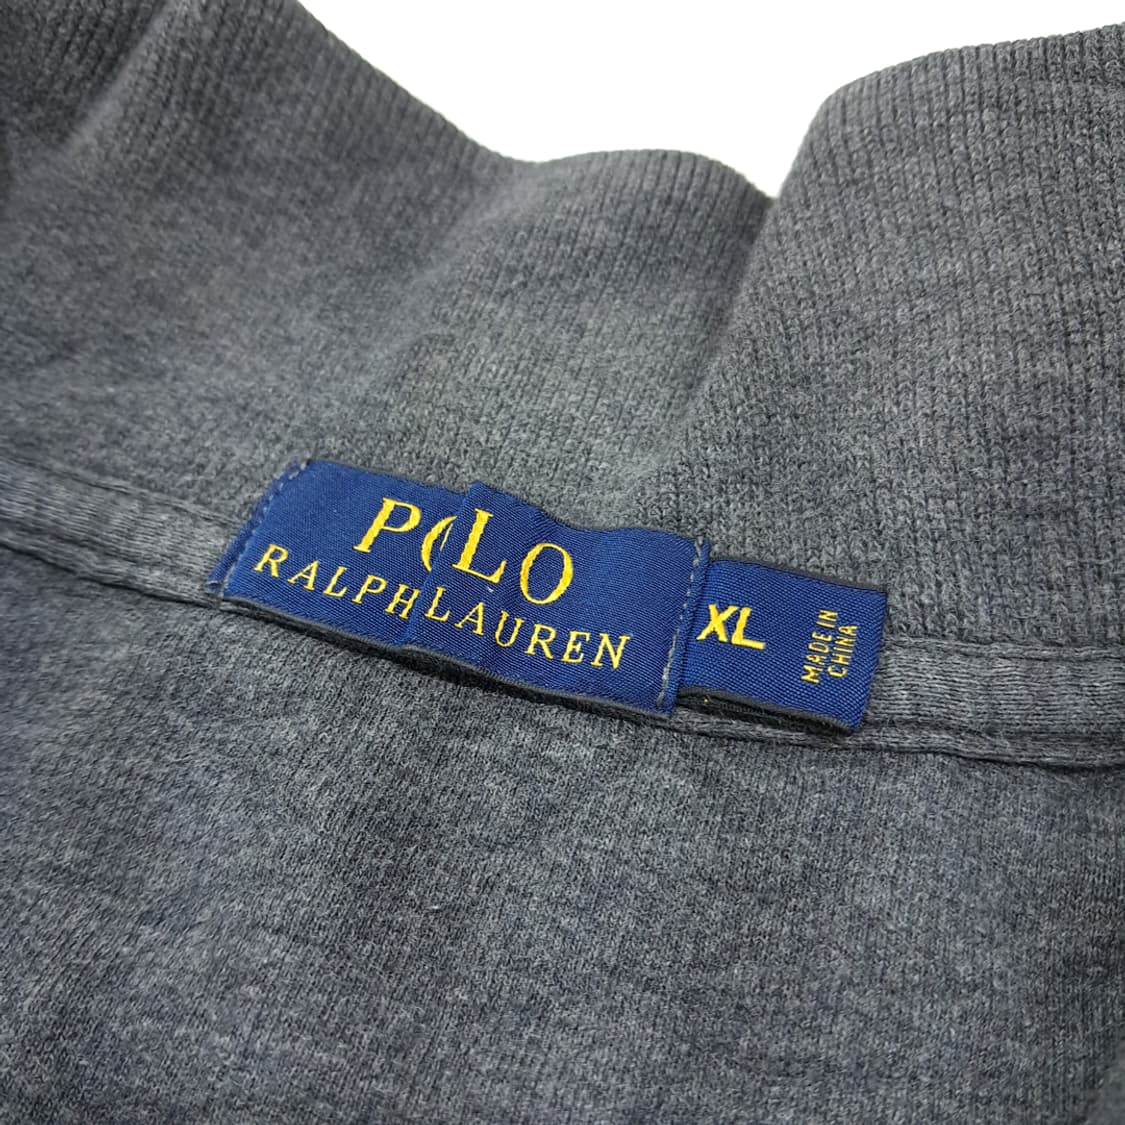 POLO
RALPH LAUREN
XL
MADE IN
CHINA